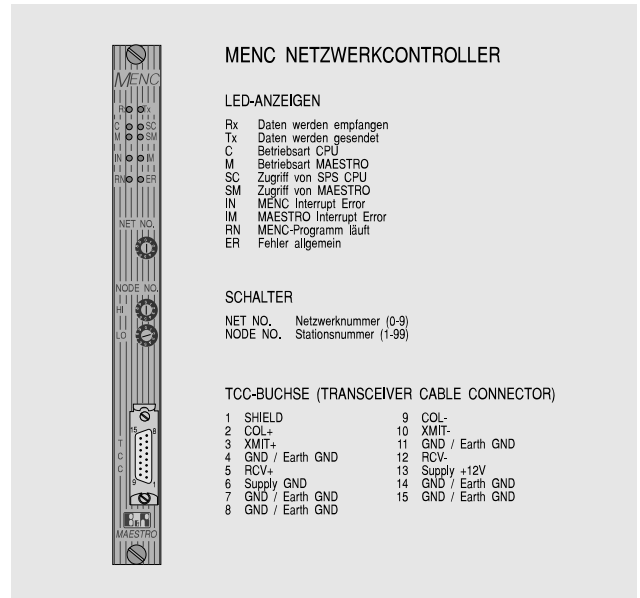 MENC
Rx Tx
C SC
M SM
IN IM
RN ER
NET NO.
NODE NO.
HI
LO
15 8
T
C
C
9 1
B&R
MAESTRO
MENC NETZWERKCONTROLLER
LED-ANZEIGEN
Rx Daten werden empfangen
Tx Daten werden gesendet
C Betriebsart CPU
M Betriebsart MAESTRO
SC Zugriff von SPS CPU
SM Zugriff von MAESTRO
IN MENC Interrupt Error
IM MAESTRO Interrupt Error
RN MENC-Programm läuft
ER Fehler allgemein
SCHALTER
NET NO. Netzwerknummer (0-9)
NODE NO. Stationsnummer (1-99)
TCC-BUCHSE (TRANSCEIVER CABLE CONNECTOR)
1 SHIELD
2 COL+
3 XMIT+
4 GND / Earth GND
5 RCV+
6 Supply GND
7 GND / Earth GND
8 GND / Earth GND
9 COL-
10 XMIT-
11 GND / Earth GND
12 RCV-
13 Supply +12V
14 GND / Earth GND
15 GND / Earth GND